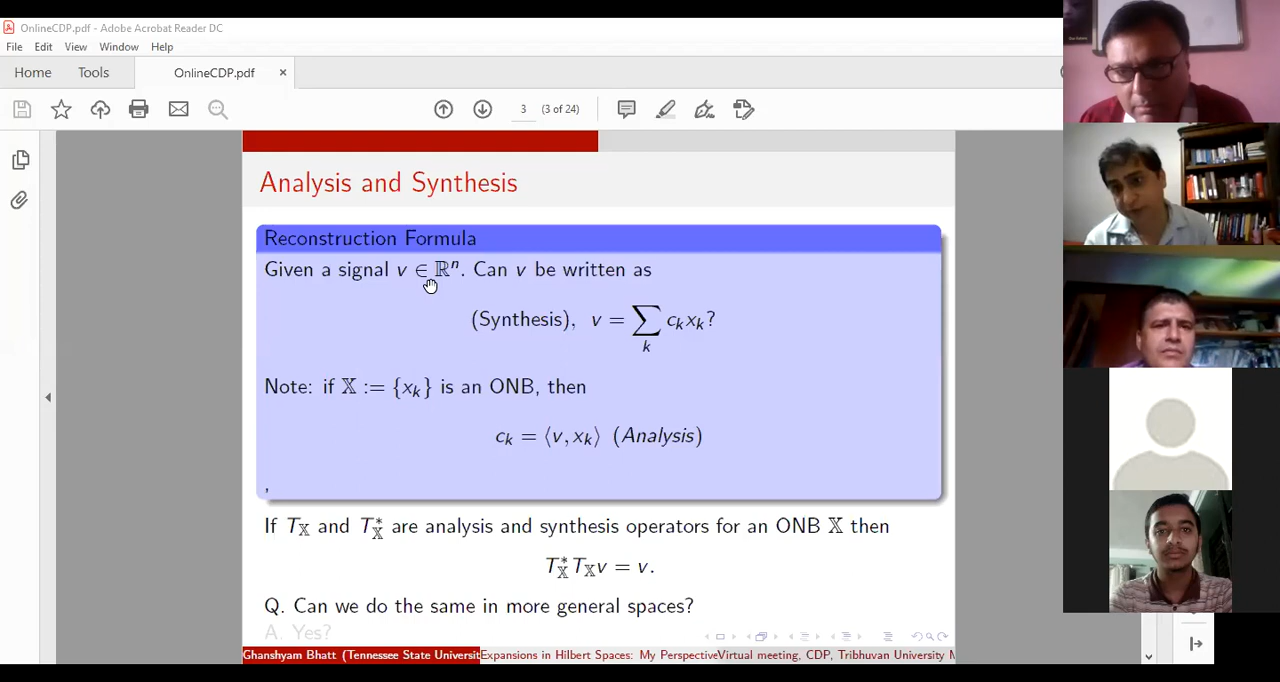 OnlineCDP.pdf - Adobe Acrobat Reader DC
File Edit View Window Help
Home Tools OnlineCDP.pdf ×
3 (3 of 24)
Analysis and Synthesis
Reconstruction Formula
Given a signal v ∈ ℝⁿ. Can v be written as
(Synthesis), v = ∑ₖ cₖxₖ?
Note: if 𝕏 := {xₖ} is an ONB, then
cₖ = ⟨v, xₖ⟩ (Analysis)
,
If T𝕏 and T*𝕏 are analysis and synthesis operators for an ONB 𝕏 then
T*𝕏T𝕏v = v.
Q. Can we do the same in more general spaces?
A. Yes?
Ghanshyam Bhatt (Tennessee State Universit Expansions in Hilbert Spaces: My Perspective Virtual meeting, CDP, Tribhuvan University